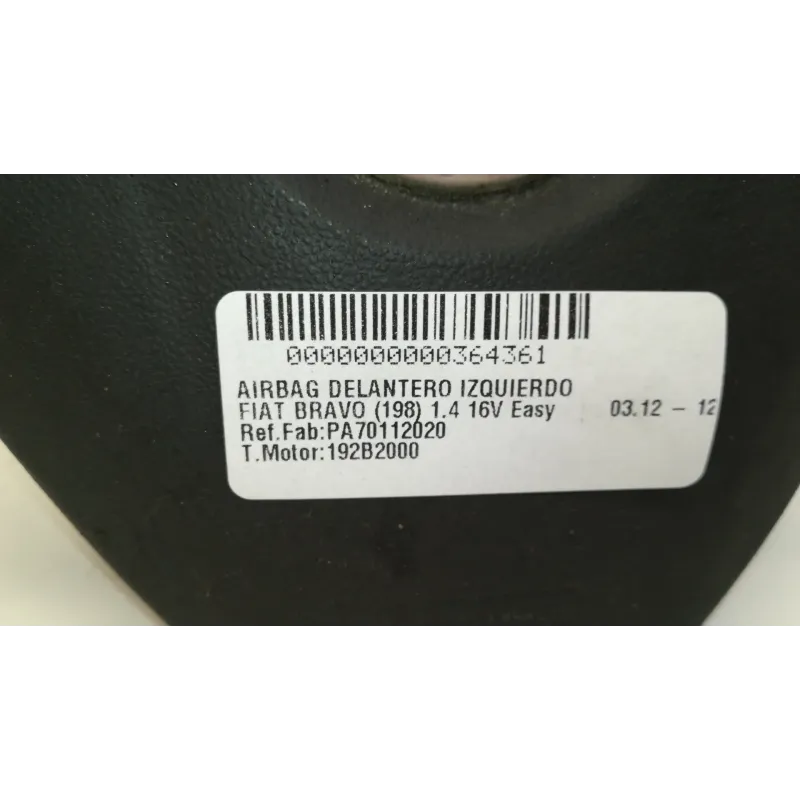 0000000000364361
AIRBAG DELANTERO IZQUIERDO
FIAT BRAVO (198) 1.4 16V Easy 03.12 – 12
Ref.Fab:PA70112020
T.Motor:192B2000